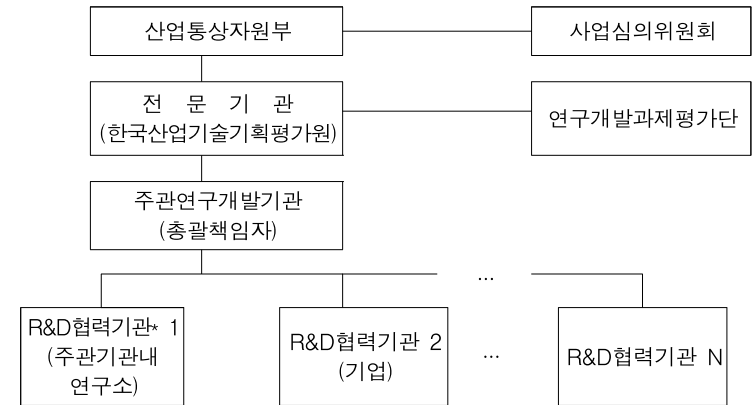 산업통상자원부
사업심의위원회
전 문 기 관
(한국산업기술기획평가원)
연구개발과제평가단
주관연구개발기관
(총괄책임자)
...
R&D협력기관* 1
(주관기관내
연구소)
R&D협력기관 2
(기업)
...
R&D협력기관 N